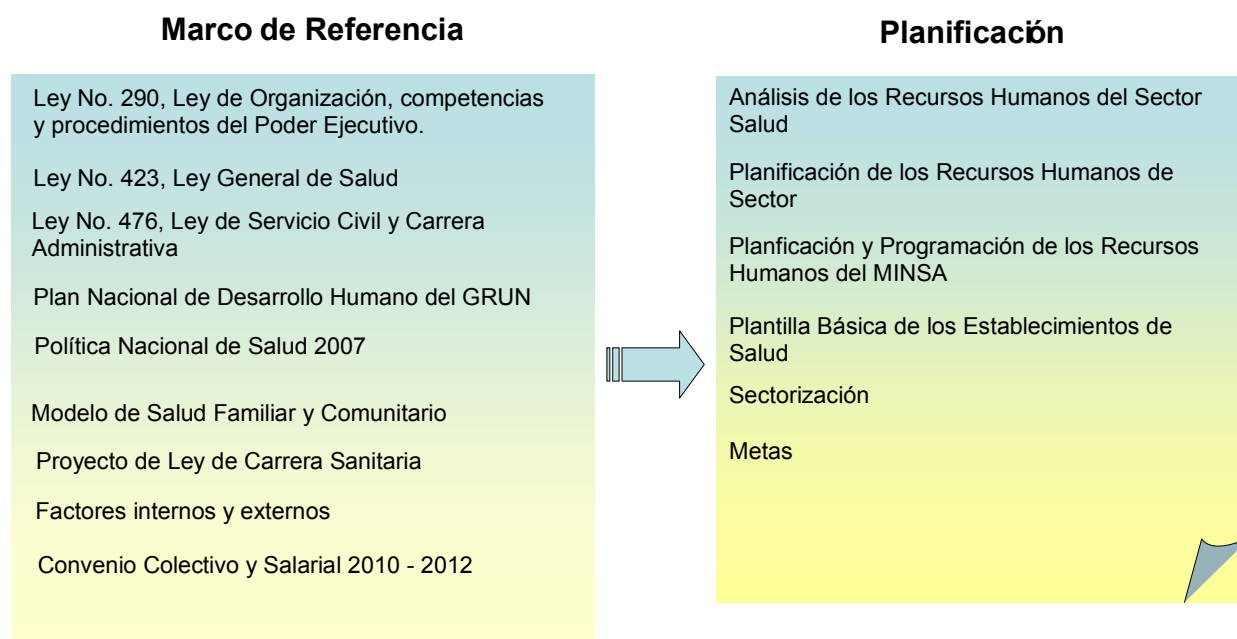 Marco de Referencia
Ley No. 290, Ley de Organización, competencias
y procedimientos del Poder Ejecutivo.
Ley No. 423, Ley General de Salud
Ley No. 476, Ley de Servicio Civil y Carrera
Administrativa
Plan Nacional de Desarrollo Humano del GRUN
Política Nacional de Salud 2007
Modelo de Salud Familiar y Comunitario
Proyecto de Ley de Carrera Sanitaria
Factores internos y externos
Convenio Colectivo y Salarial 2010 - 2012
Planificación
Análisis de los Recursos Humanos del Sector
Salud
Planificación de los Recursos Humanos de
Sector
Planficación y Programación de los Recursos
Humanos del MINSA
Plantilla Básica de los Establecimientos de
Salud
Sectorización
Metas